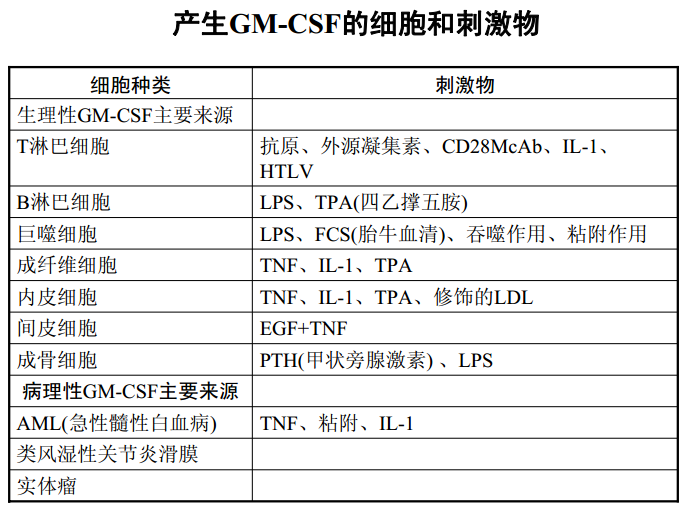 产生GM-CSF的细胞和刺激物
细胞种类 刺激物
生理性GM-CSF主要来源
T淋巴细胞 抗原、外源凝集素、CD28McAb、IL-1、
HTLV
B淋巴细胞 LPS、TPA(四乙撑五胺)
巨噬细胞 LPS、FCS(胎牛血清)、吞噬作用、粘附作用
成纤维细胞 TNF、IL-1、TPA
内皮细胞 TNF、IL-1、TPA、修饰的LDL
间皮细胞 EGF+TNF
成骨细胞 PTH(甲状旁腺激素) 、LPS
病理性GM-CSF主要来源
AML(急性髓性白血病) TNF、粘附、IL-1
类风湿性关节炎滑膜
实体瘤